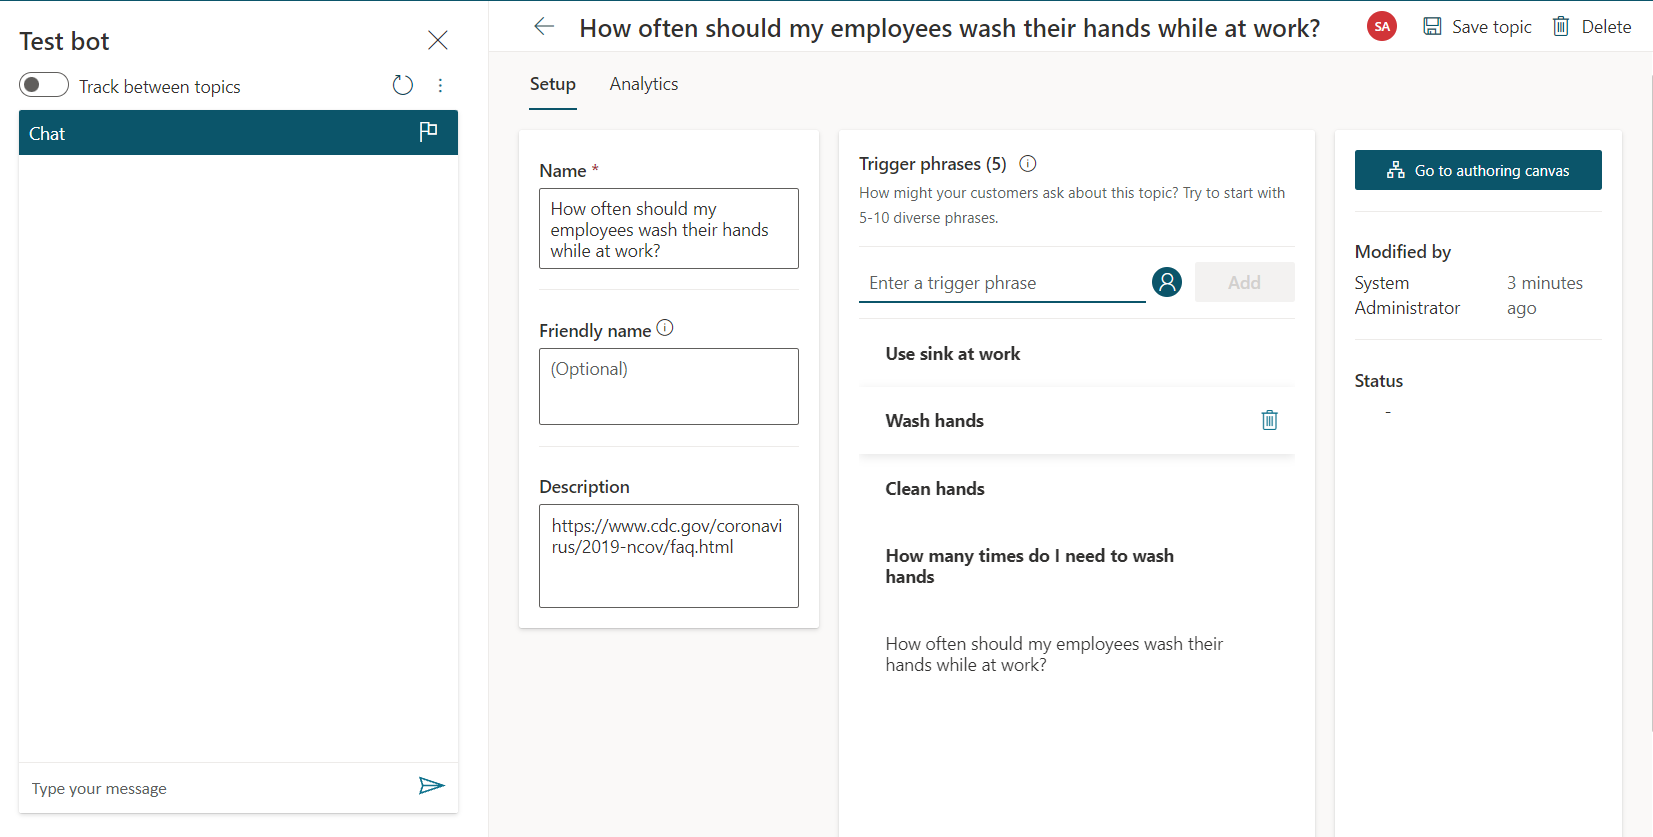 Test bot
Track between topics
Chat
Type your message
How often should my employees wash their hands while at work?
SA
Save topic
Delete
Setup
Analytics
Name *
How often should my
employees wash their hands
while at work?
Friendly name
(Optional)
Description
https://www.cdc.gov/coronavi
rus/2019-ncov/faq.html
Trigger phrases (5)
How might your customers ask about this topic? Try to start with
5-10 diverse phrases.
Enter a trigger phrase
Add
Use sink at work
Wash hands
Clean hands
How many times do I need to wash
hands
How often should my employees wash their
hands while at work?
Go to authoring canvas
Modified by
System
Administrator
3 minutes
ago
Status
-